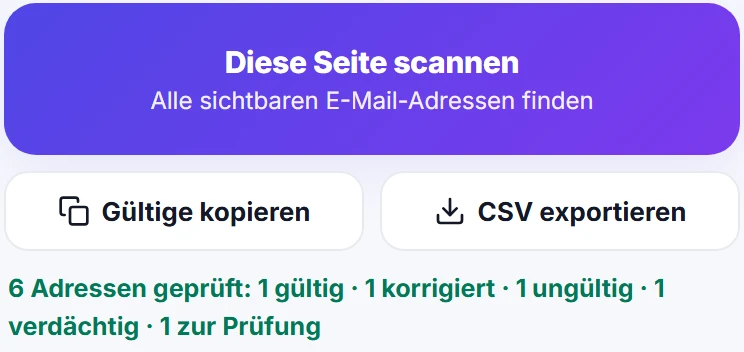 Diese Seite scannen
Alle sichtbaren E-Mail-Adressen finden
Gültige kopieren
CSV exportieren
6 Adressen geprüft: 1 gültig · 1 korrigiert · 1 ungültig · 1
verdächtig · 1 zur Prüfung